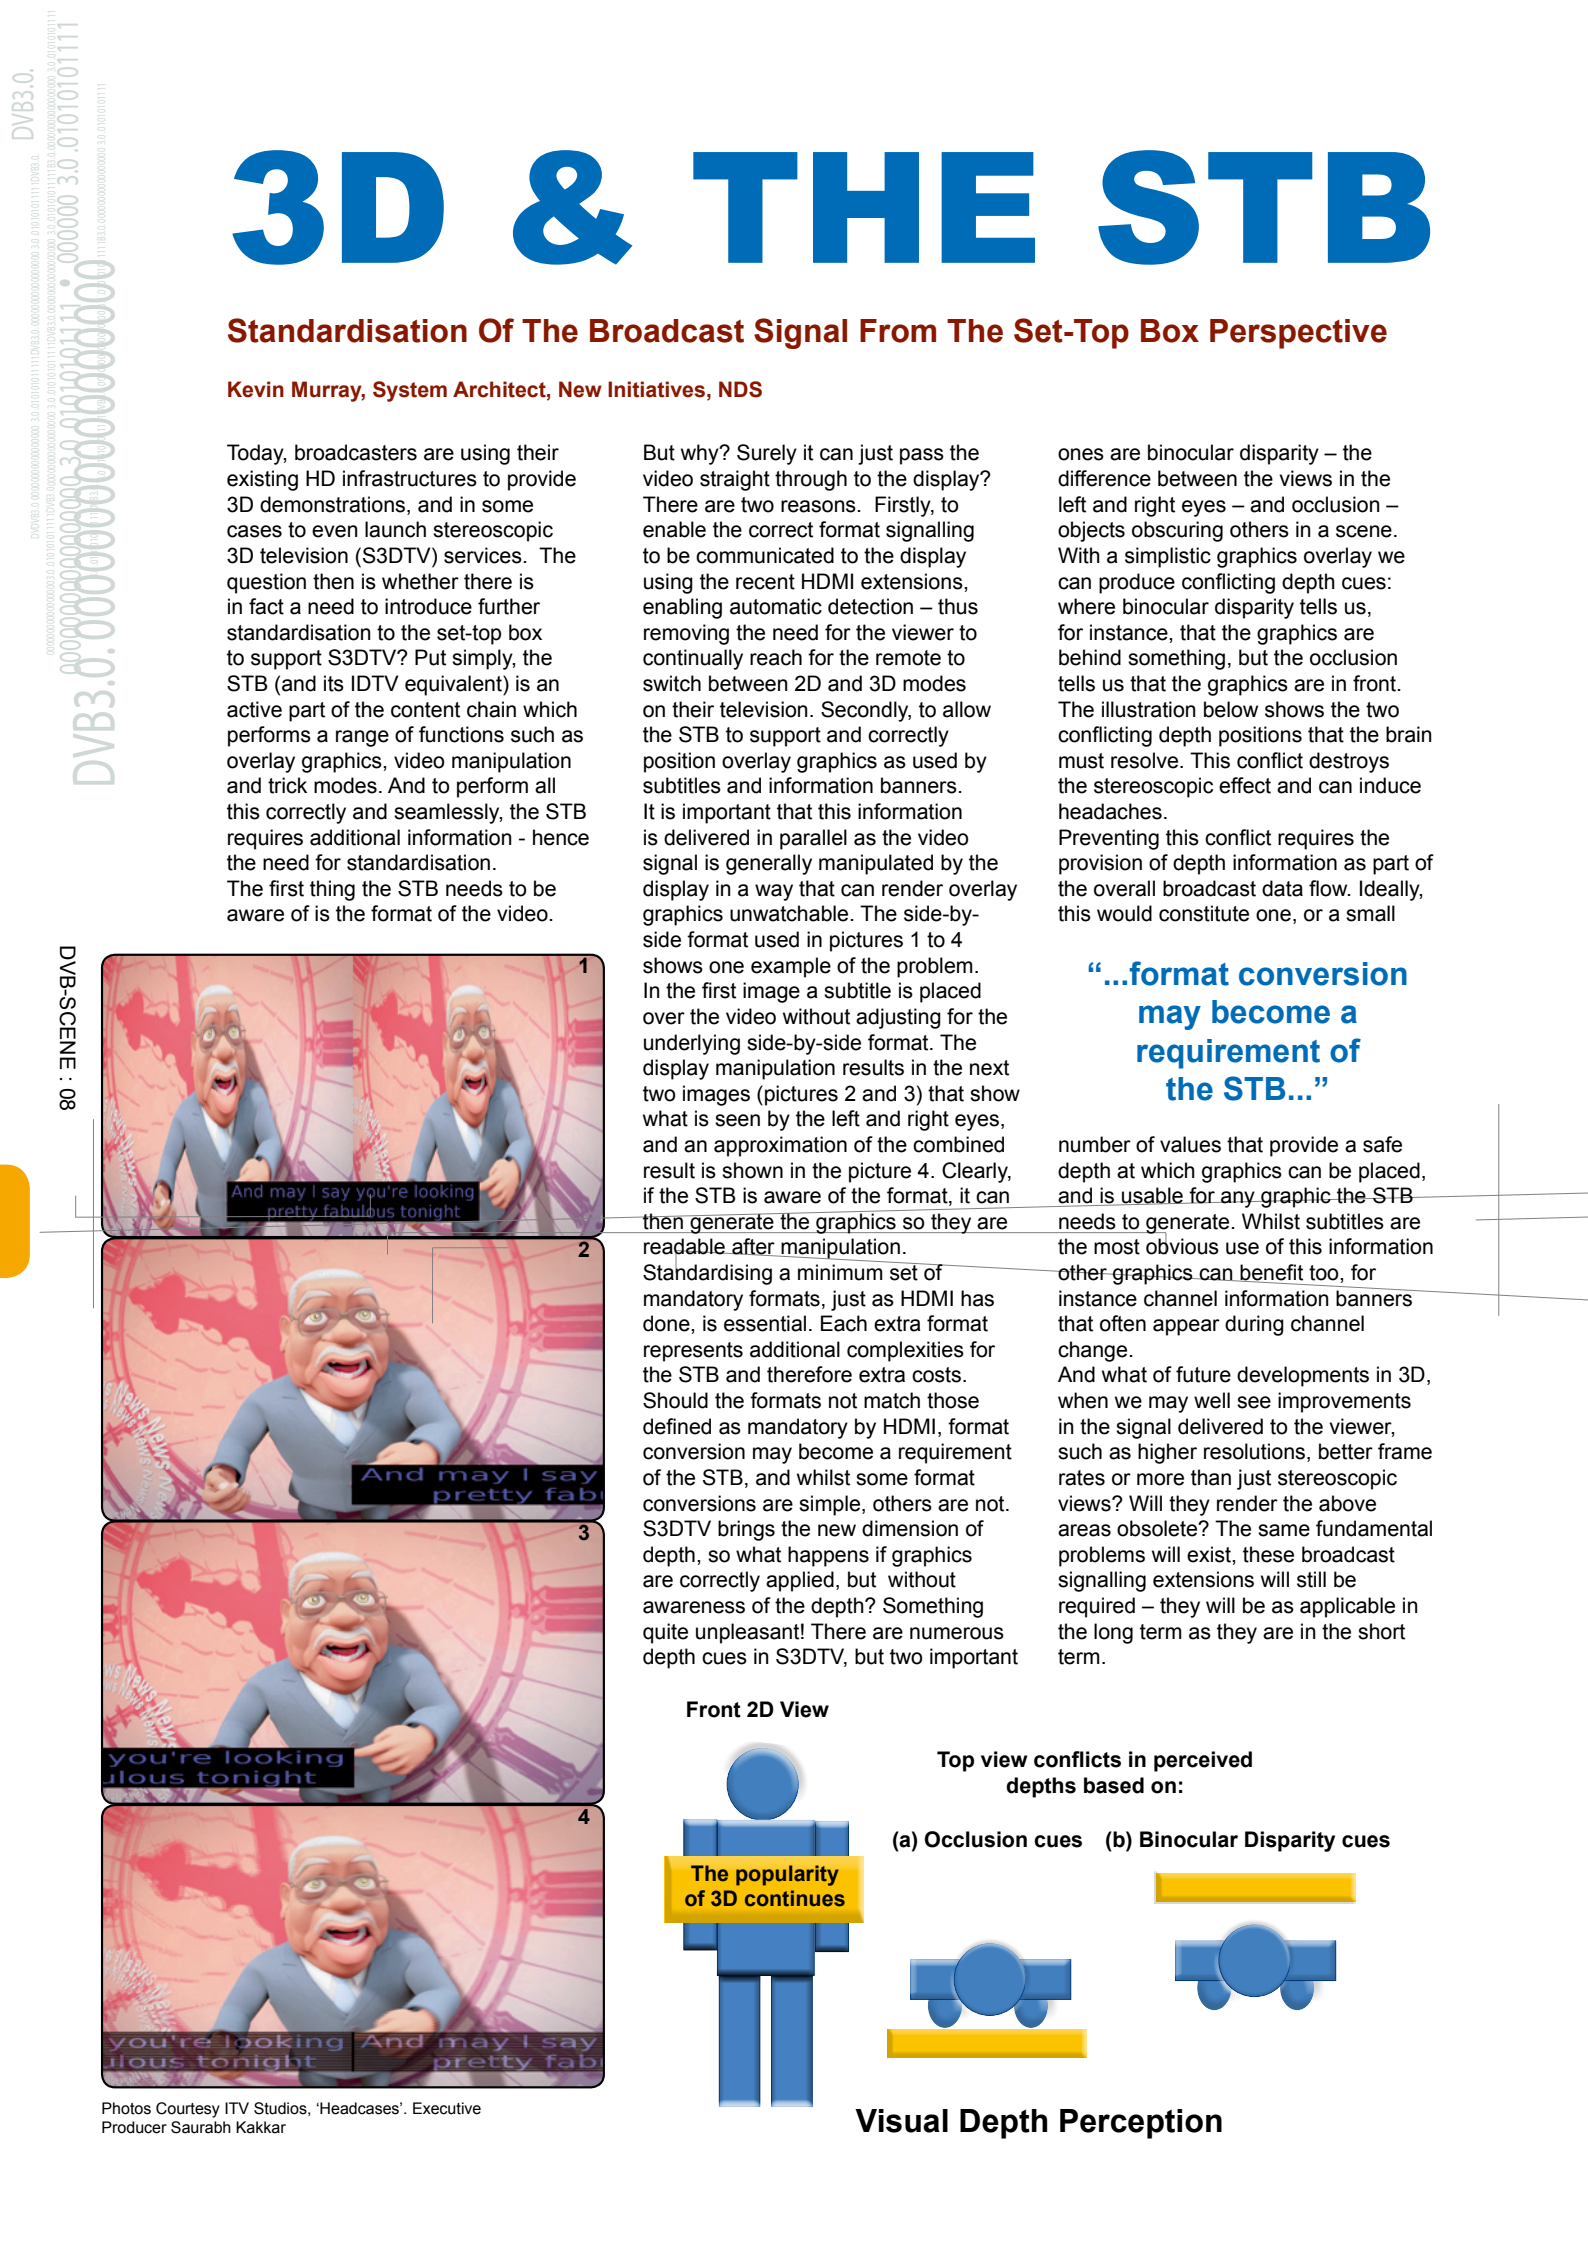 3D & THE STB
Standardisation Of The Broadcast Signal From The Set-Top Box Perspective
Kevin Murray, System Architect, New Initiatives, NDS
Today, broadcasters are using their
existing HD infrastructures to provide
3D demonstrations, and in some
cases to even launch stereoscopic
3D television (S3DTV) services.  The
question then is whether there is
in fact a need to introduce further
standardisation to the set-top box
to support S3DTV? Put simply, the
STB (and its IDTV equivalent) is an
active part of the content chain which
performs a range of functions such as
overlay graphics, video manipulation
and trick modes. And to perform all
this correctly and seamlessly, the STB
requires additional information - hence
the need for standardisation.
The first thing the STB needs to be
aware of is the format of the video.
But why? Surely it can just pass the
video straight through to the display?
There are two reasons.  Firstly, to
enable the correct format signalling
to be communicated to the display
using the recent HDMI extensions,
enabling automatic detection – thus
removing the need for the viewer to
continually reach for the remote to
switch between 2D and 3D modes
on their television. Secondly, to allow
the STB to support and correctly
position overlay graphics as used by
subtitles and information banners.
It is important that this information
is delivered in parallel as the video
signal is generally manipulated by the
display in a way that can render overlay
graphics unwatchable. The side-by-
side format used in pictures 1 to 4
shows one example of the problem.
In the first image a subtitle is placed
over the video without adjusting for the
underlying side-by-side format. The
display manipulation results in the next
two images (pictures 2 and 3) that show
what is seen by the left and right eyes,
and an approximation of the combined
result is shown in the picture 4. Clearly,
if the STB is aware of the format, it can
then generate the graphics so they are
readable after manipulation.
Standardising a minimum set of
mandatory formats, just as HDMI has
done, is essential. Each extra format
represents additional complexities for
the STB and therefore extra costs.
Should the formats not match those
defined as mandatory by HDMI, format
conversion may become a requirement
of the STB, and whilst some format
conversions are simple, others are not.
S3DTV brings the new dimension of
depth, so what happens if graphics
are correctly applied, but  without
awareness of the depth? Something
quite unpleasant! There are numerous
depth cues in S3DTV, but two important
ones are binocular disparity – the
difference between the views in the
left and right eyes – and occlusion –
objects obscuring others in a scene.
With a simplistic graphics overlay we
can produce conflicting depth cues:
where binocular disparity tells us,
for instance, that the graphics are
behind something, but the occlusion
tells us that the graphics are in front.
The illustration below shows the two
conflicting depth positions that the brain
must resolve. This conflict destroys
the stereoscopic effect and can induce
headaches.
Preventing this conflict requires the
provision of depth information as part of
the overall broadcast data flow. Ideally,
this would constitute one, or a small
“...format conversion
may become a
requirement of
the STB...”
number of values that provide a safe
depth at which graphics can be placed,
and is usable for any graphic the STB
needs to generate. Whilst subtitles are
the most obvious use of this information
other graphics can benefit too, for
instance channel information banners
that often appear during channel
change.
And what of future developments in 3D,
when we may well see improvements
in the signal delivered to the viewer,
such as higher resolutions, better frame
rates or more than just stereoscopic
views? Will they render the above
areas obsolete? The same fundamental
problems will exist, these broadcast
signalling extensions will still be
required – they will be as applicable in
the long term as they are in the short
term.
DVB-SCENE : 08
1
And may I say you're looking
pretty fabulous tonight
2
And may I say
pretty fab
3
you're looking
ulous tonight
4
you're looking And may I say
ulous tonight pretty fab
Photos Courtesy ITV Studios, ‘Headcases’. Executive
Producer Saurabh Kakkar
Front 2D View
The popularity
of 3D continues
Top view conflicts in perceived
depths based on:
(a) Occlusion cues (b) Binocular Disparity cues
Visual Depth Perception
DVB3.0.